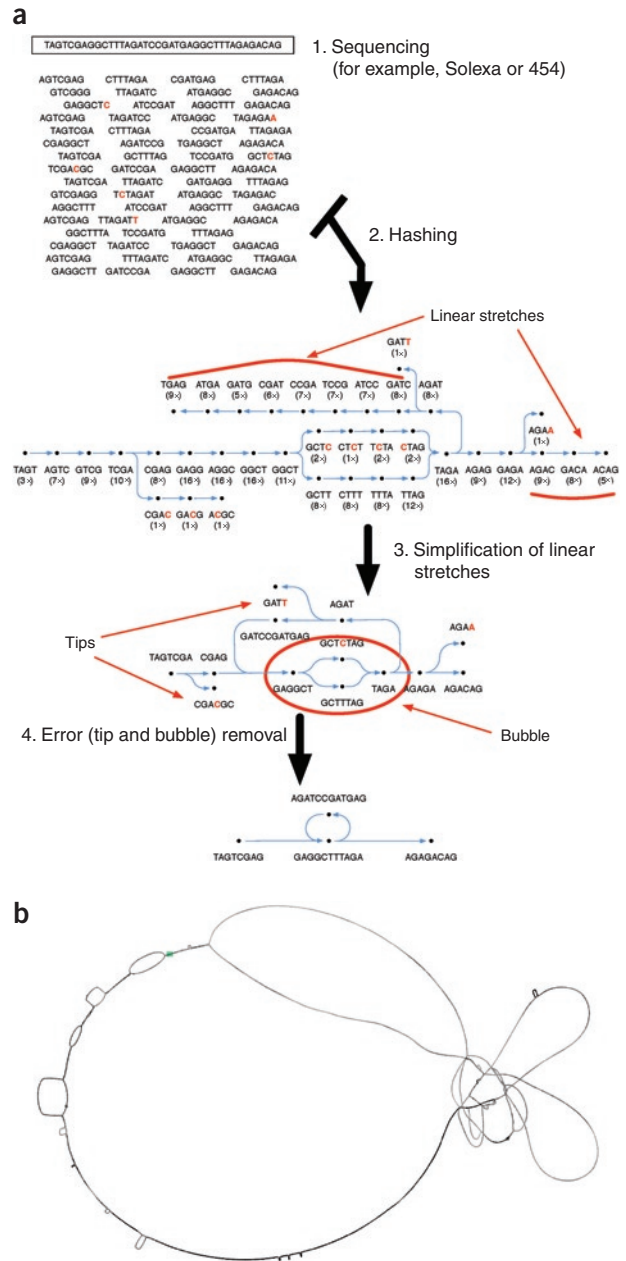 a
TAGTCGAGGCTTTAGATCCGATGAGGCTTTAGAGACAG
1. Sequencing
(for example, Solexa or 454)
AGTCGAG CTTTAGA CGATGAG CTTTAGA
GTCGGG TTAGATC ATGAGGC GAGACAG
GAGGCTC ATCCGAT AGGCTTT GAGACAG
AGTCGAG TAGATCC ATGAGGC TAGAGAA
TAGTCGA CTTTAGA CCGATGA TTAGAGA
CGAGGCT AGATCCG TGAGGCT AGAGACA
TAGTCGA GCTTTAG TCCGATG GCTCTAG
TCGACGC GATCCGA GAGGCTT AGAGACA
TAGTCGA TTAGATC GATGAGG TTTAGAG
GTCGAGG TCTAGAT ATGAGGC TAGAGAC
AGGCTTT ATCCGAT AGGCTTT GAGACAG
AGTCGAG TTAGATT ATGAGGC AGAGACA
GGCTTTA TCCGATG TTTAGAG
CGAGGCT TAGATCC TGAGGCT GAGACAG
AGTCGAG TTTAGATC ATGAGGC TTAGAGA
GAGGCTT GATCCGA GAGGCTT GAGACAG
2. Hashing
Linear stretches
GATT
(1×)
TGAG ATGA GATG CGAT CCGA TCCG ATCC GATC AGAT
(9×) (8×) (5×) (6×) (7×) (7×) (7×) (8×) (8×)
AGAA
(1×)
GCTC CTCT TCTA CTAG
(2×) (1×) (2×) (2×)
TAGT AGTC GTCG TCGA CGAG GAGG AGGC GGCT GGCT TAGA AGAG GAGA AGAC GACA ACAG
(3×) (7×) (9×) (10×) (8×) (16×) (16×) (16×) (11×) (16×) (9×) (12×) (9×) (8×) (5×)
GCTT CTTT TTTA TTAG
(8×) (8×) (8×) (12×)
CGAC GACG ACGC
(1×) (1×) (1×)
3. Simplification of linear
stretches
Tips
GATT AGAT
GATCCGATGAG
AGAA
GCTCTAG
TAGTCGA CGAG
GAGGCT TAGA AGAGA AGACAG
CGACGC
GCTTTAG
Bubble
4. Error (tip and bubble) removal
AGATCCGATGAG
TAGTCGAG GAGGCTTTAGA AGAGACAG
b